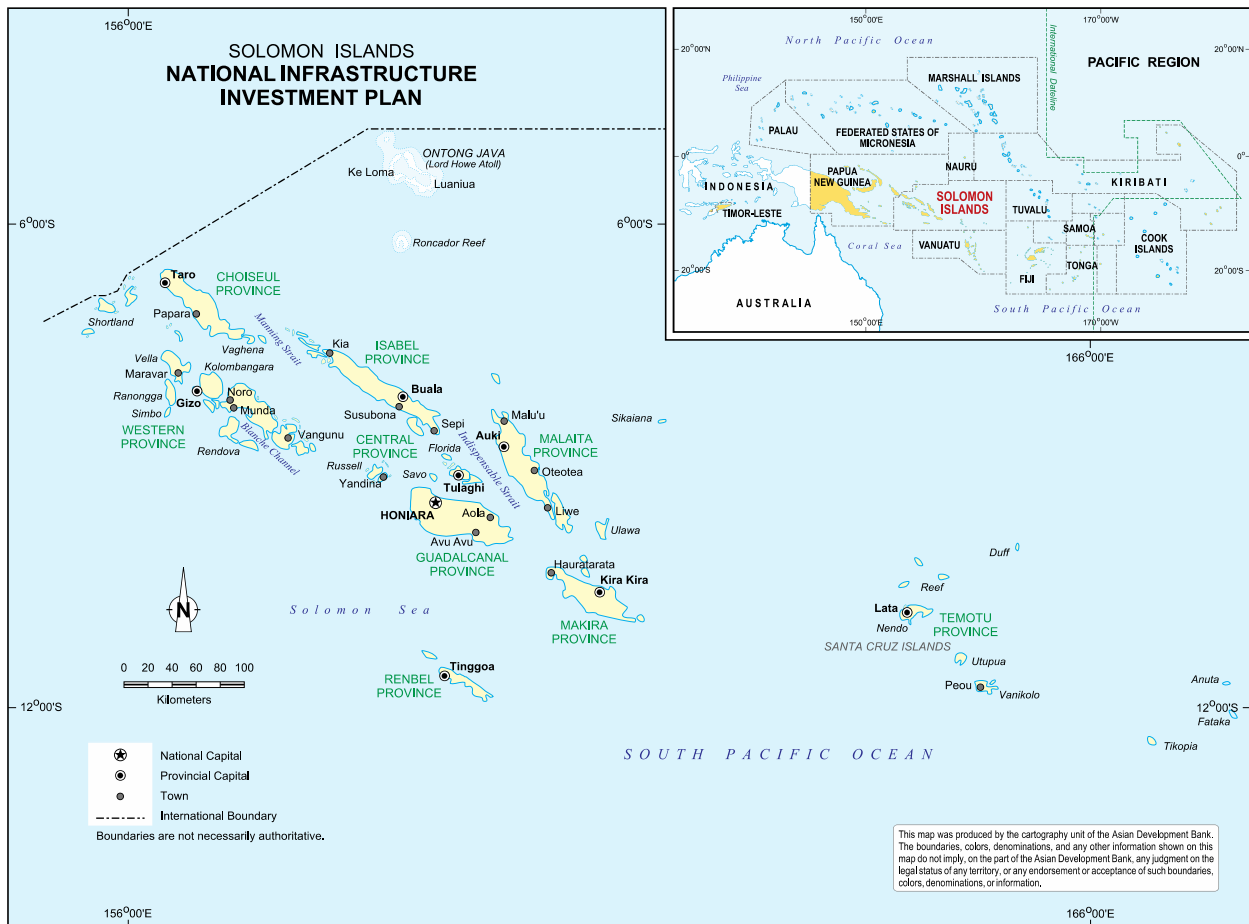 156°00'E
SOLOMON ISLANDS
NATIONAL INFRASTRUCTURE
INVESTMENT PLAN
150°00'E
170°00'W
North Pacific Ocean
20°00'N
20°00'N
International Dateline
PACIFIC REGION
Philippine
Sea
MARSHALL ISLANDS
PALAU
FEDERATED STATES OF
MICRONESIA
0°
0°
NAURU
PAPUA
NEW GUINEA
INDONESIA
KIRIBATI
SOLOMON
ISLANDS
TIMOR-LESTE
TUVALU
SAMOA
COOK
ISLANDS
Coral Sea
VANUATU
TONGA
FIJI
20°00'S
20°00'S
AUSTRALIA
South Pacific Ocean
150°00'E
170°00'W
ONTONG JAVA
(Lord Howe Atoll)
Ke Loma
Luaniua
6°00'S
6°00'S
Roncador Reef
Taro
CHOISEUL
PROVINCE
Papara
Shortland
Manning Strait
Vaghena
Kia
ISABEL
PROVINCE
166°00'E
Vella
Kolombangara
Maravar
Ranongga
Gizo
Noro
Munda
Simbo
WESTERN
PROVINCE
Rendova
Blanche Channel
Vangunu
Buala
Susubona
Sepi
Malu'u
Sikaiana
CENTRAL
PROVINCE
Florida
Indispensable Strait
Auki
MALAITA
PROVINCE
Russell
Yandina
Savo
Tulaghi
Oteotea
HONIARA
Aola
Liwe
Ulawa
Avu Avu
GUADALCANAL
PROVINCE
Hauratarata
Kira Kira
MAKIRA
PROVINCE
Duff
Reef
Lata
Nendo
TEMOTU
PROVINCE
SANTA CRUZ ISLANDS
Utupua
Peou
Vanikolo
Anuta
Fataka
Tikopia
N
Solomon Sea
0 20 40 60 80 100
Kilometers
Tinggoa
RENBEL
PROVINCE
12°00'S
12°00'S
SOUTH PACIFIC OCEAN
National Capital
Provincial Capital
Town
International Boundary
Boundaries are not necessarily authoritative.
This map was produced by the cartography unit of the Asian Development Bank.
The boundaries, colors, denominations, and any other information shown on this
map do not imply, on the part of the Asian Development Bank, any judgment on the
legal status of any territory, or any endorsement or acceptance of such boundaries,
colors, denominations, or information.
156°00'E
166°00'E